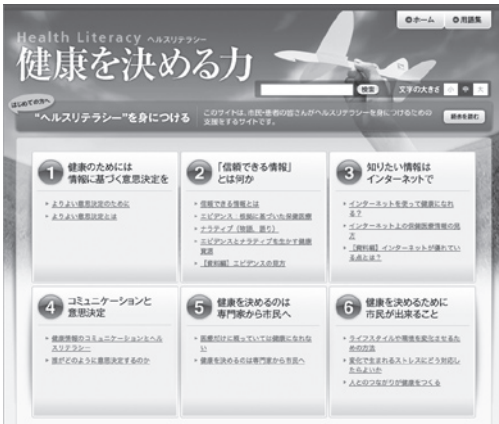 ホーム
用語集
Health Literacy ヘルスリテラシー
健康を決める力
検索
文字の大きさ 小 中 大
はじめての方へ
“ヘルスリテラシー”を身につける
このサイトは、市民・患者の皆さんがヘルスリテラシーを身につけるための
支援をするサイトです。
続きを読む
1 健康のためには
情報に基づく意思決定を
よりよい意思決定のために
よりよい意思決定とは
2 「信頼できる情報」
とは何か
信頼できる情報とは
エビデンス：根拠に基づいた保健医療
ナラティブ（物語、語り）
エビデンスとナラティブを生かす健康
支援
【資料編】エビデンスの見方
3 知りたい情報は
インターネットで
インターネットを使って健康になれ
る？
インターネット上の保健医療情報の見
方
【資料編】インターネットが優れてい
る点とは？
4 コミュニケーションと
意思決定
健康情報のコミュニケーションとヘル
スリテラシー
誰がどのように意思決定するのか
5 健康を決めるのは
専門家から市民へ
医療だけに頼っていては健康になれな
い
健康を決めるのは専門家から市民へ
6 健康を決めるために
市民が出来ること
ライフスタイルや環境を変化させるた
めの方法
変化で生まれるストレスにどう対応し
たらよいか
人とのつながりが健康をつくる